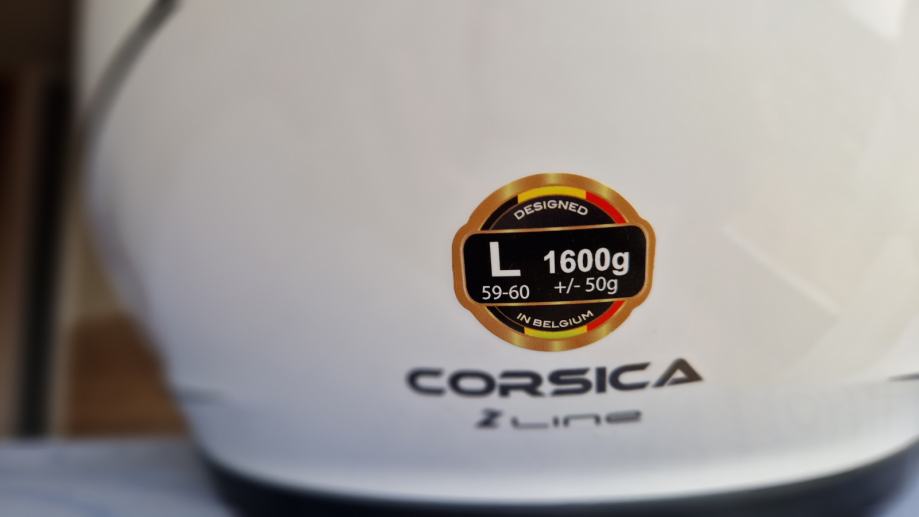 DESIGNED
L 1600g
59-60 +/- 50g
IN BELGIUM
CORSICA
Z Line